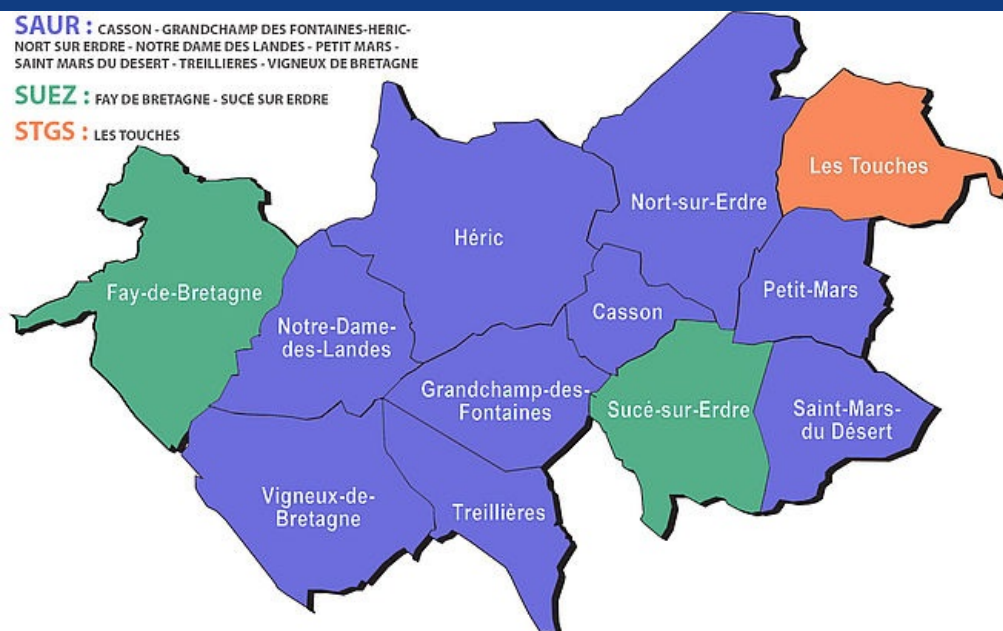 SAUR : CASSON - GRANDCHAMP DES FONTAINES-HERIC-
NORT SUR ERDRE - NOTRE DAME DES LANDES - PETIT MARS -
SAINT MARS DU DESERT - TREILLIERES - VIGNEUX DE BRETAGNE
SUEZ : FAY DE BRETAGNE - SUCÉ SUR ERDRE
STGS : LES TOUCHES
Les Touches
Nort-sur-Erdre
Héric
Fay-de-Bretagne
Petit-Mars
Casson
Notre-Dame-
des-Landes
Grandchamp-des-
Fontaines
Sucé-sur-Erdre
Saint-Mars-
du Désert
Vigneux-de-
Bretagne
Treillières